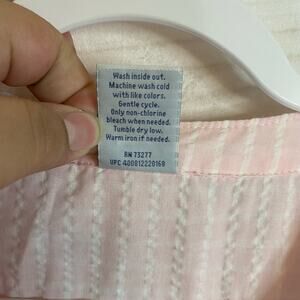 Wash inside out.
Machine wash cold
with like colors.
Gentle cycle.
Only non-chlorine
bleach when needed.
Tumble dry low.
Warm iron if needed.
RN 73277
UPC 400812228168